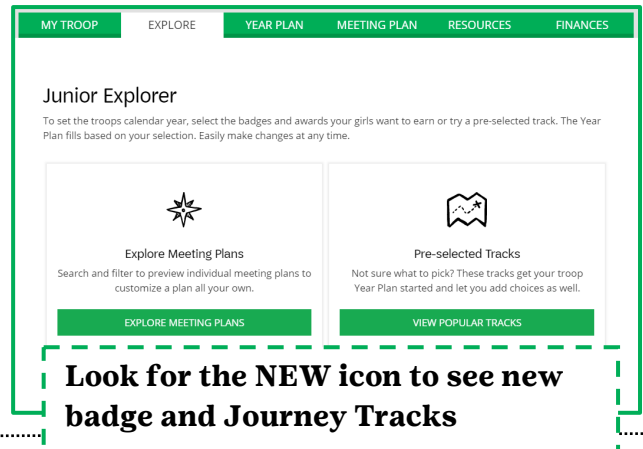 MY TROOP EXPLORE YEAR PLAN MEETING PLAN RESOURCES FINANCES
Junior Explorer
To set the troops calendar year, select the badges and awards your girls want to earn or try a pre-selected track. The Year
Plan fills based on your selection. Easily make changes at any time.
Explore Meeting Plans
Search and filter to preview individual meeting plans to
customize a plan all your own.
EXPLORE MEETING PLANS
Pre-selected Tracks
Not sure what to pick? These tracks get your troop
Year Plan started and let you add choices as well.
VIEW POPULAR TRACKS
Look for the NEW icon to see new
badge and Journey Tracks